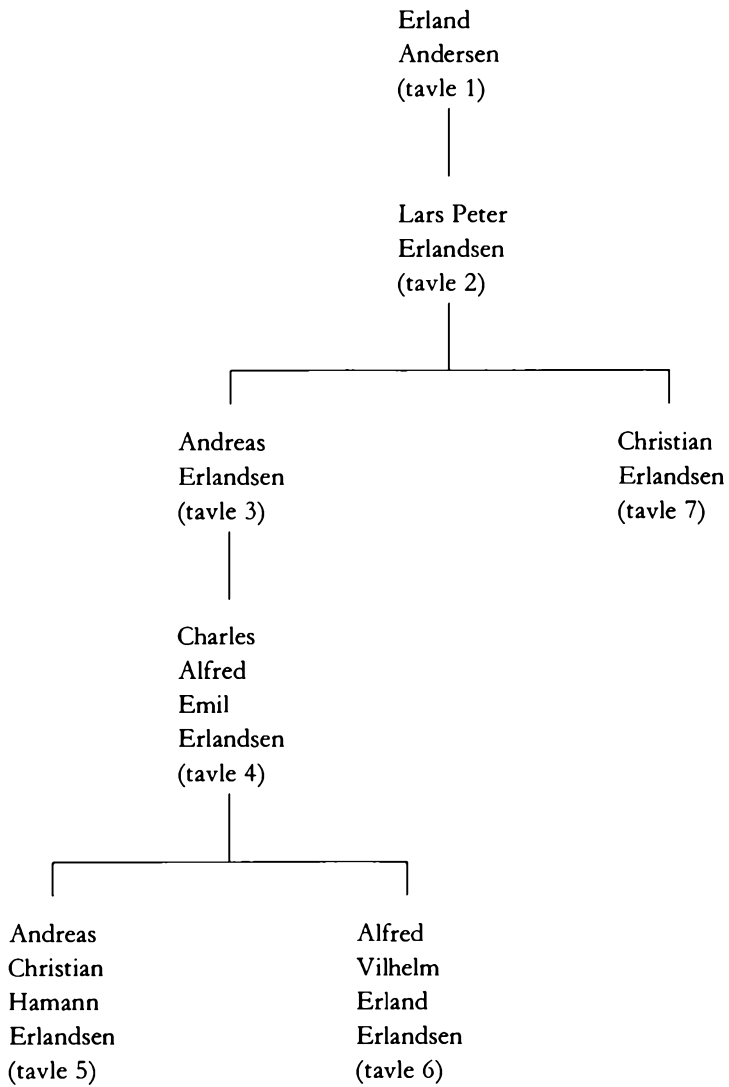 Erland
Andersen
(tavle 1)
Lars Peter
Erlandsen
(tavle 2)
Andreas
Erlandsen
(tavle 3)
Christian
Erlandsen
(tavle 7)
Charles
Alfred
Emil
Erlandsen
(tavle 4)
Andreas
Christian
Hamann
Erlandsen
(tavle 5)
Alfred
Vilhelm
Erland
Erlandsen
(tavle 6)